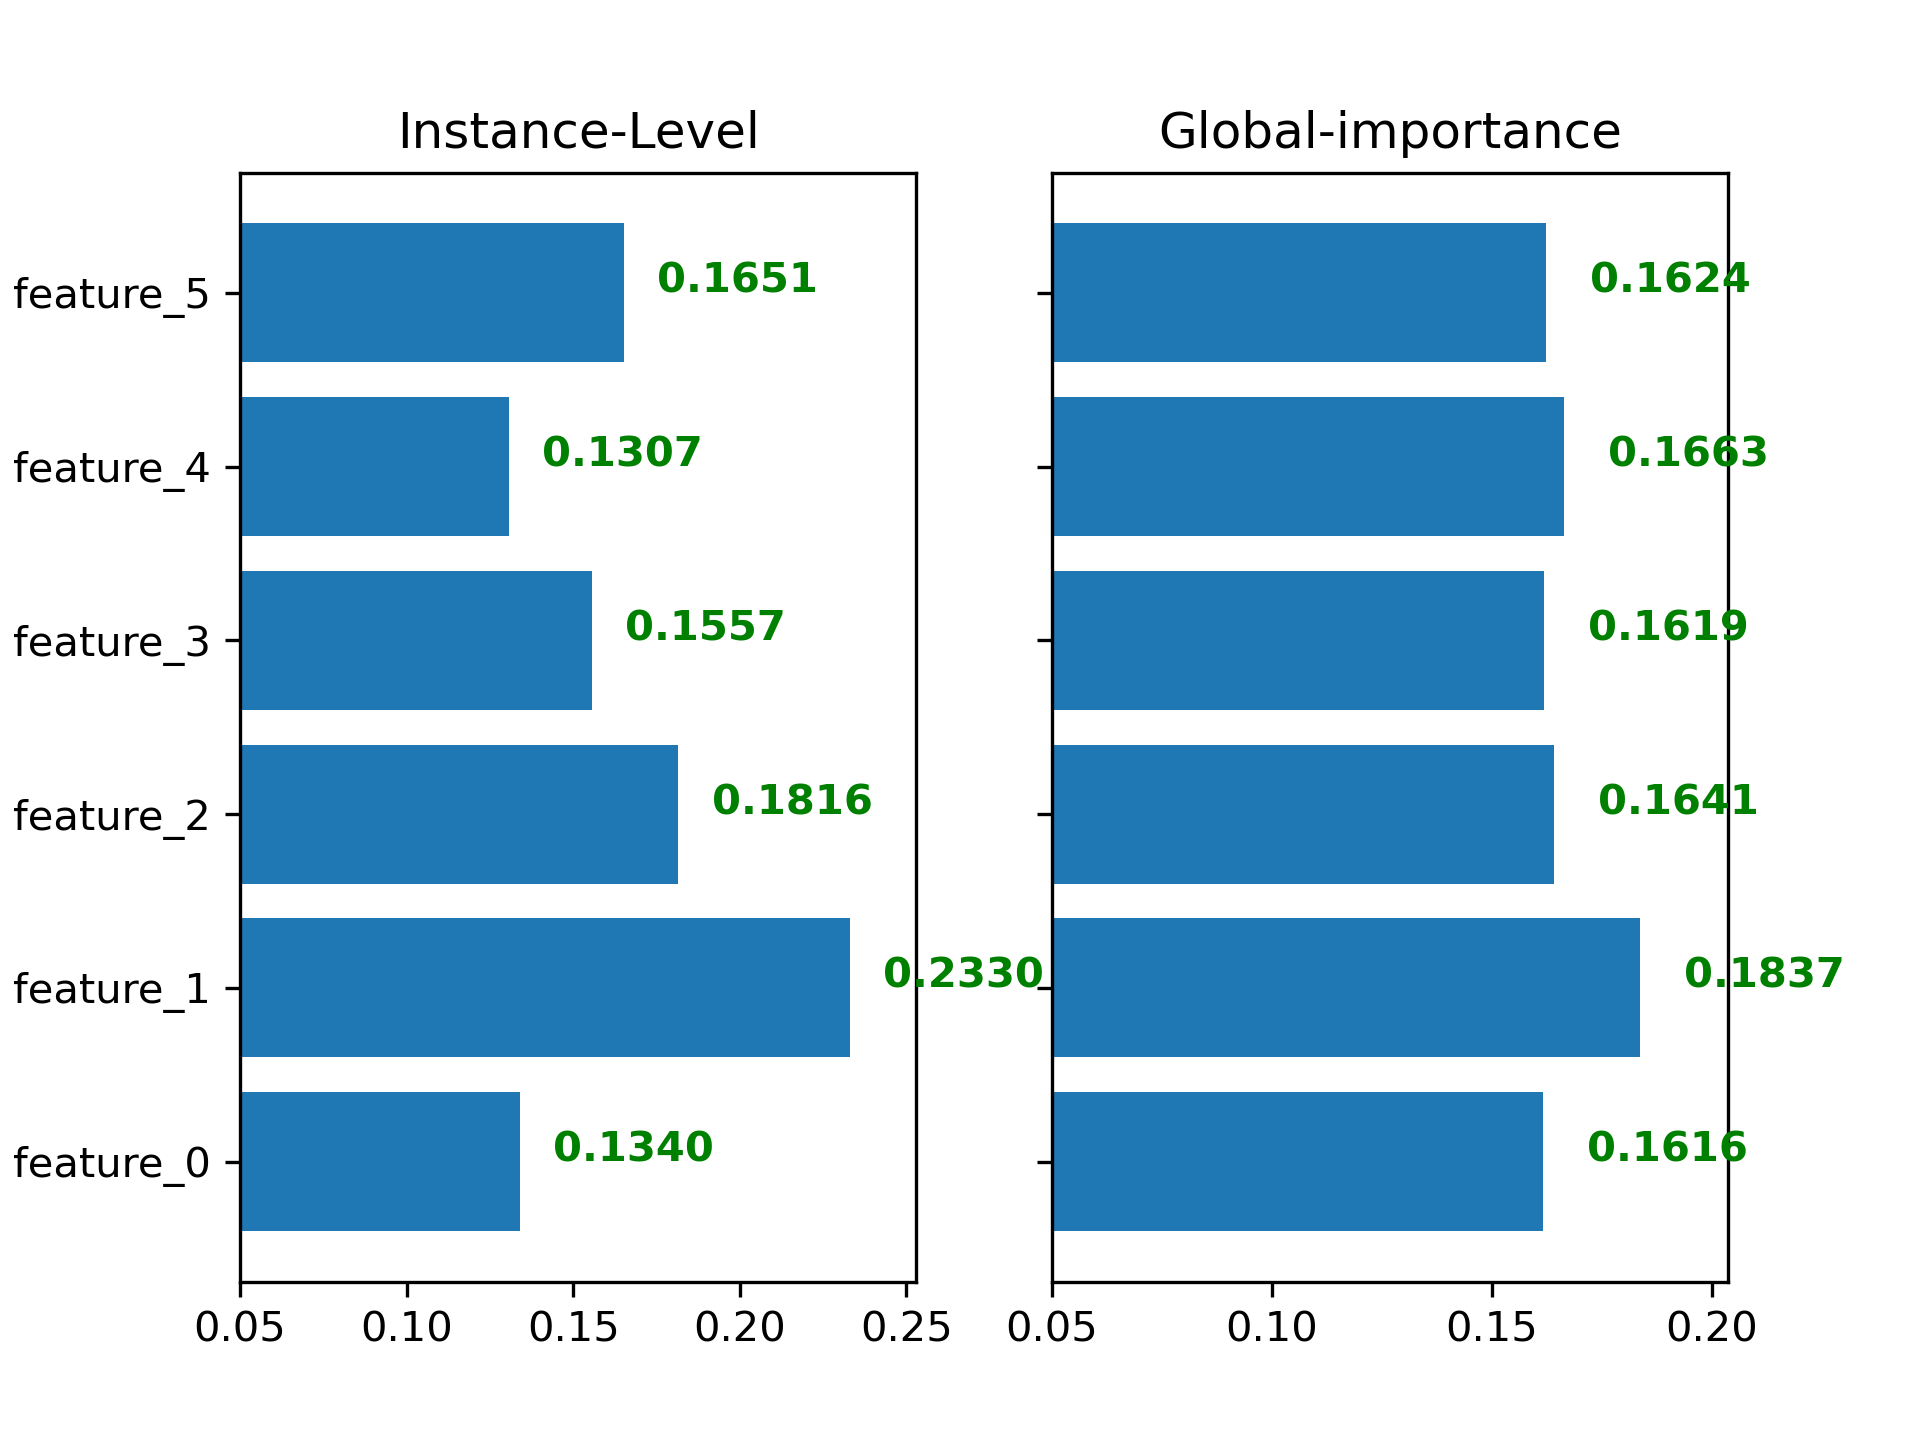 Instance-Level
Global-importance
feature_5
0.1651
0.1624
feature_4
0.1307
0.1663
feature_3
0.1557
0.1619
feature_2
0.1816
0.1641
feature_1
0.2330
0.1837
feature_0
0.1340
0.1616
0.05 0.10 0.15 0.20 0.25
0.05 0.10 0.15 0.20